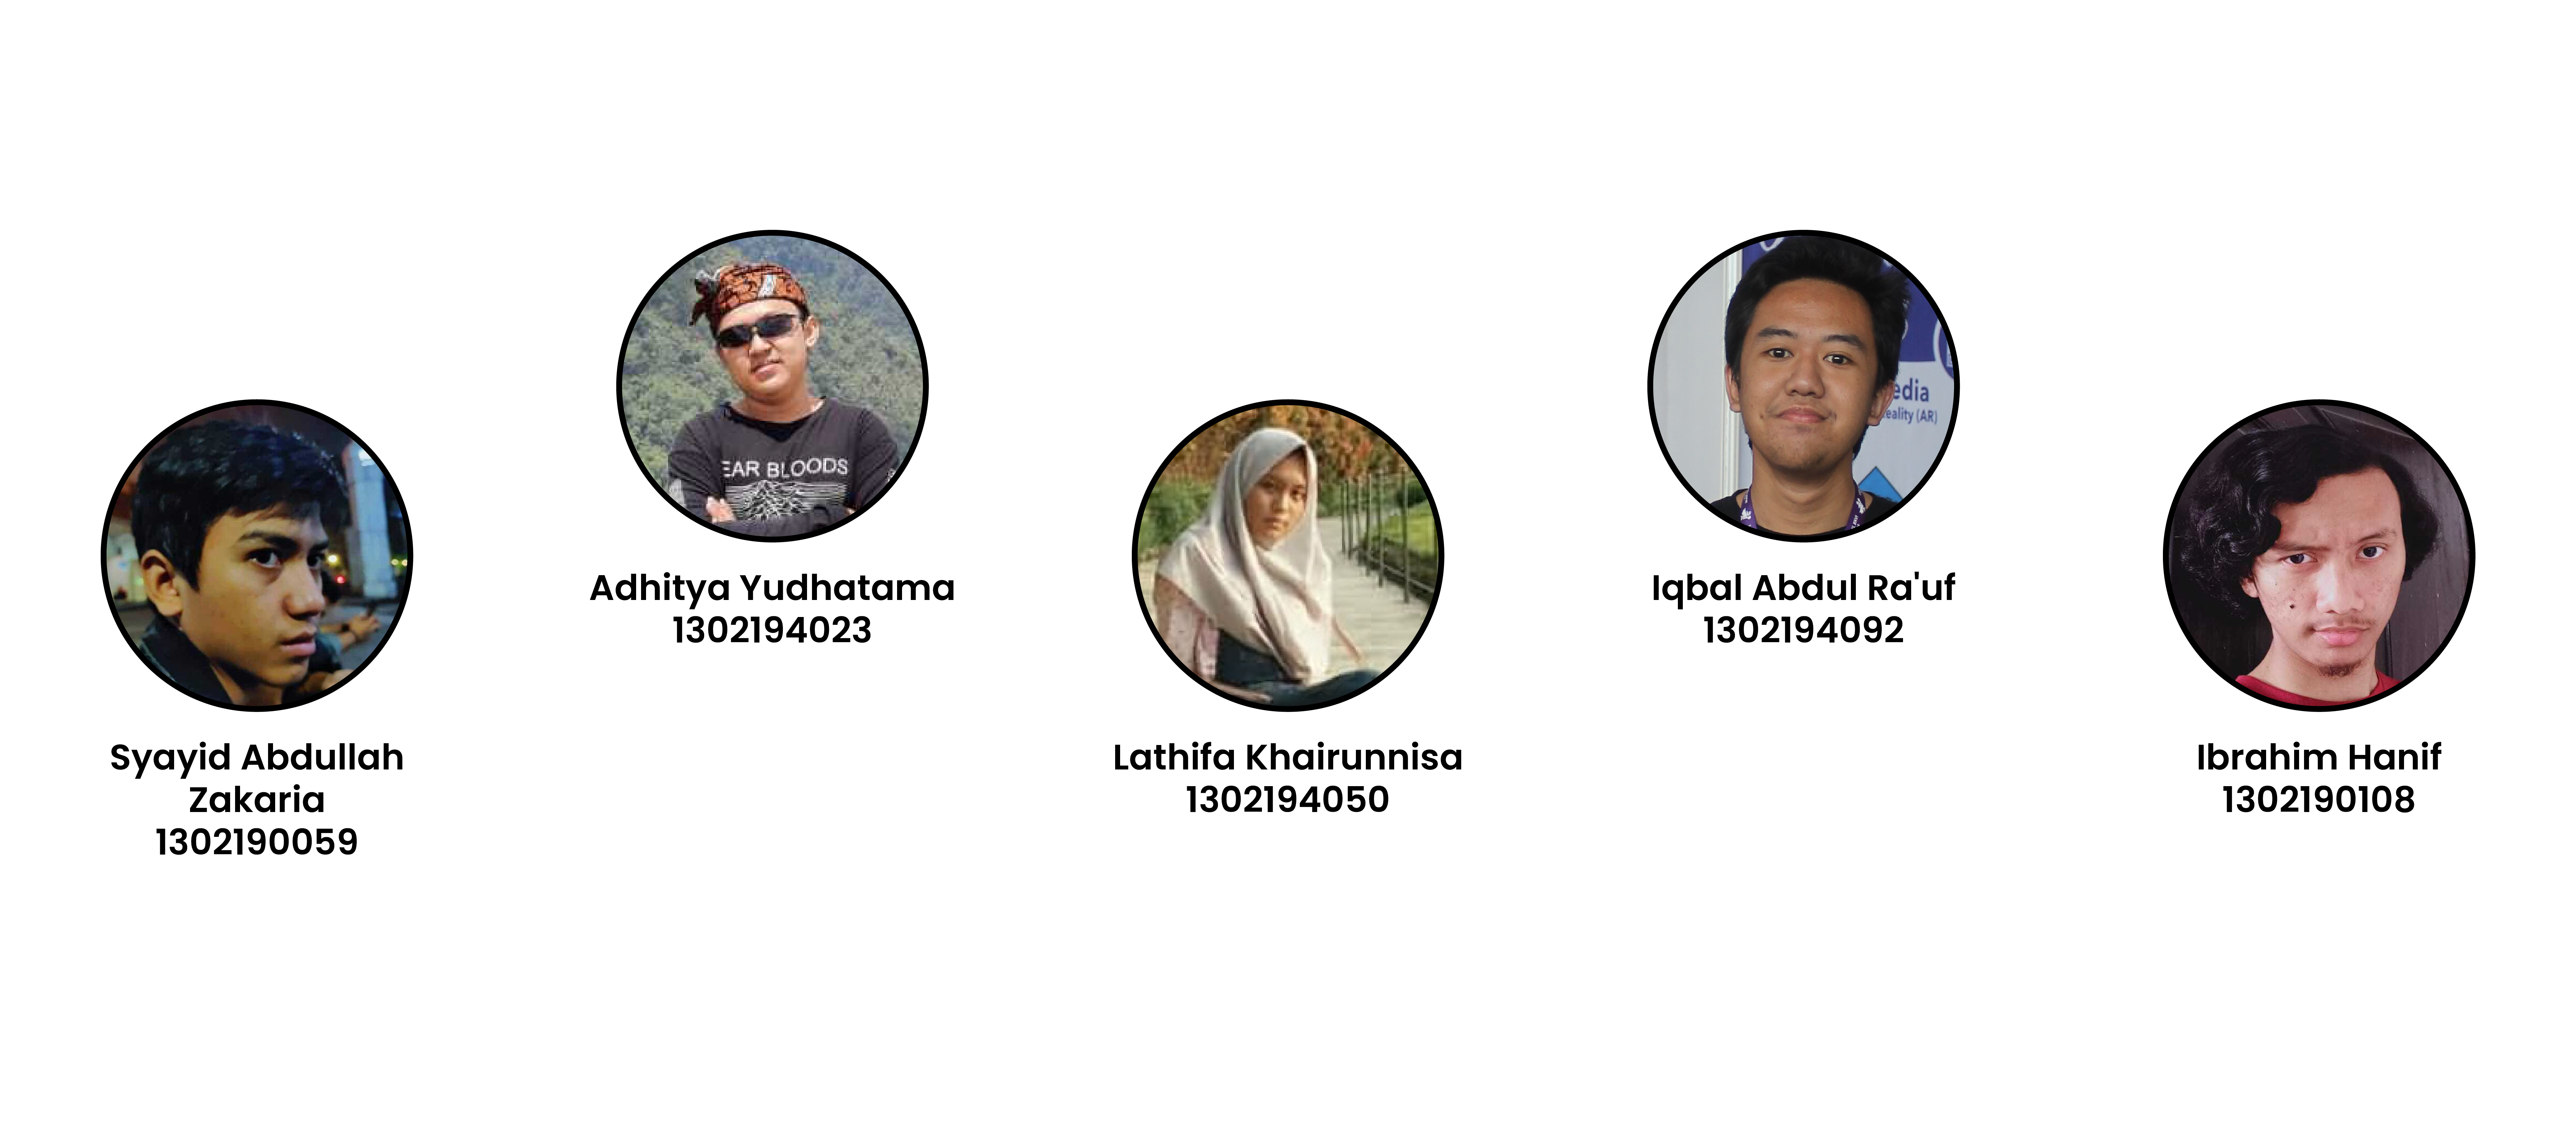 EAR BLOODS
edia
eality (AR)
Adhitya Yudhatama
1302194023
Iqbal Abdul Ra'uf
1302194092
Syayid Abdullah
Zakaria
1302190059
Lathifa Khairunnisa
1302194050
Ibrahim Hanif
1302190108